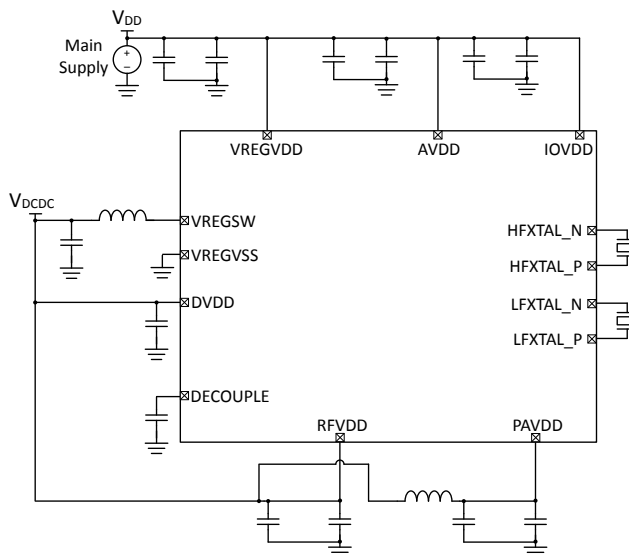 VDD
Main
Supply
+
−
VREGVDD
AVDD
IOVDD
VDCDC
VREGSW
VREGVSS
DVDD
DECOUPLE
HFXTAL_N
HFXTAL_P
LFXTAL_N
LFXTAL_P
RFVDD
PAVDD